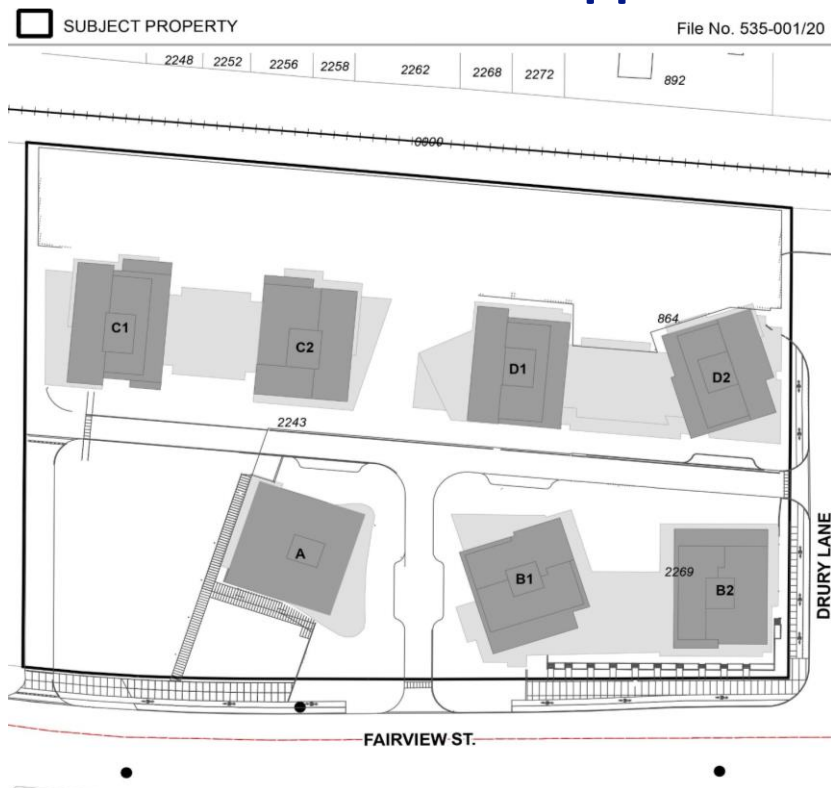 SUBJECT PROPERTY
File No. 535-001/20
2248 2252 2256 2258 2262 2268 2272
892
C1
C2
D1
864
D2
2243
A
B1
2269
B2
DRURY LANE
FAIRVIEW ST.